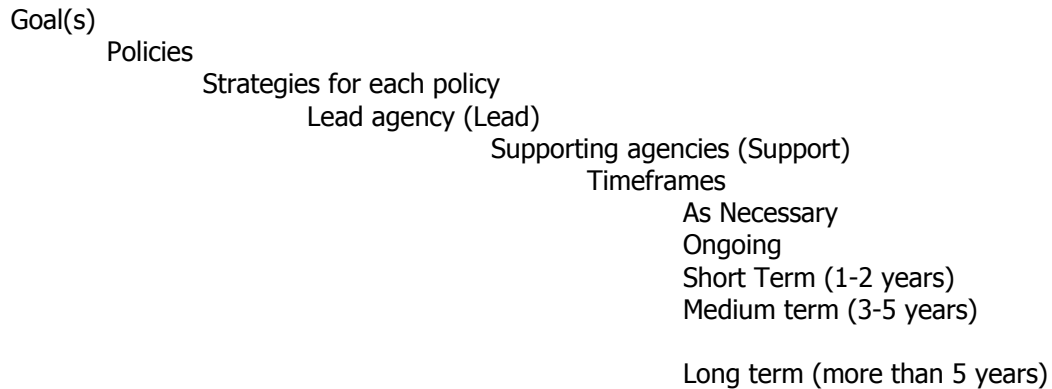 Goal(s)
Policies
Strategies for each policy
Lead agency (Lead)
Supporting agencies (Support)
Timeframes
As Necessary
Ongoing
Short Term (1-2 years)
Medium term (3-5 years)
Long term (more than 5 years)